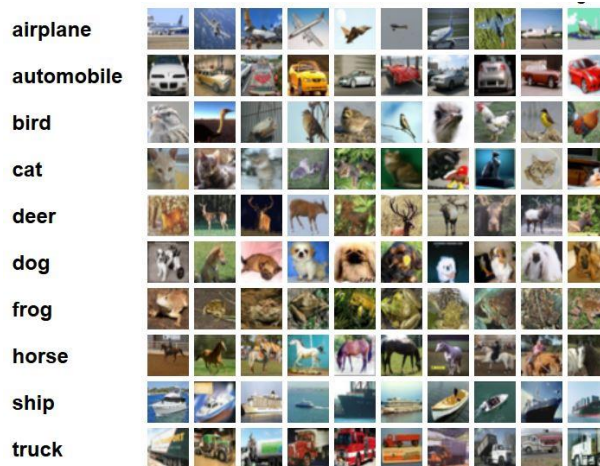 airplane
automobile
bird
cat
deer
dog
frog
horse
ship
truck